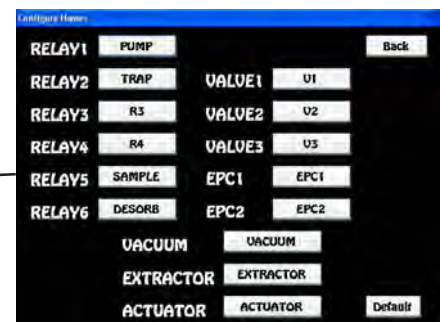 Configure Names
RELAY1 PUMP Back
RELAY2 TRAP VALVE1 V1
RELAY3 R3 VALVE2 V2
RELAY4 R4 VALVE3 V3
RELAY5 SAMPLE EPC1 EPC1
RELAY6 DESORB EPC2 EPC2
VACUUM VACUUM
EXTRACTOR EXTRACTOR
ACTUATOR ACTUATOR Default